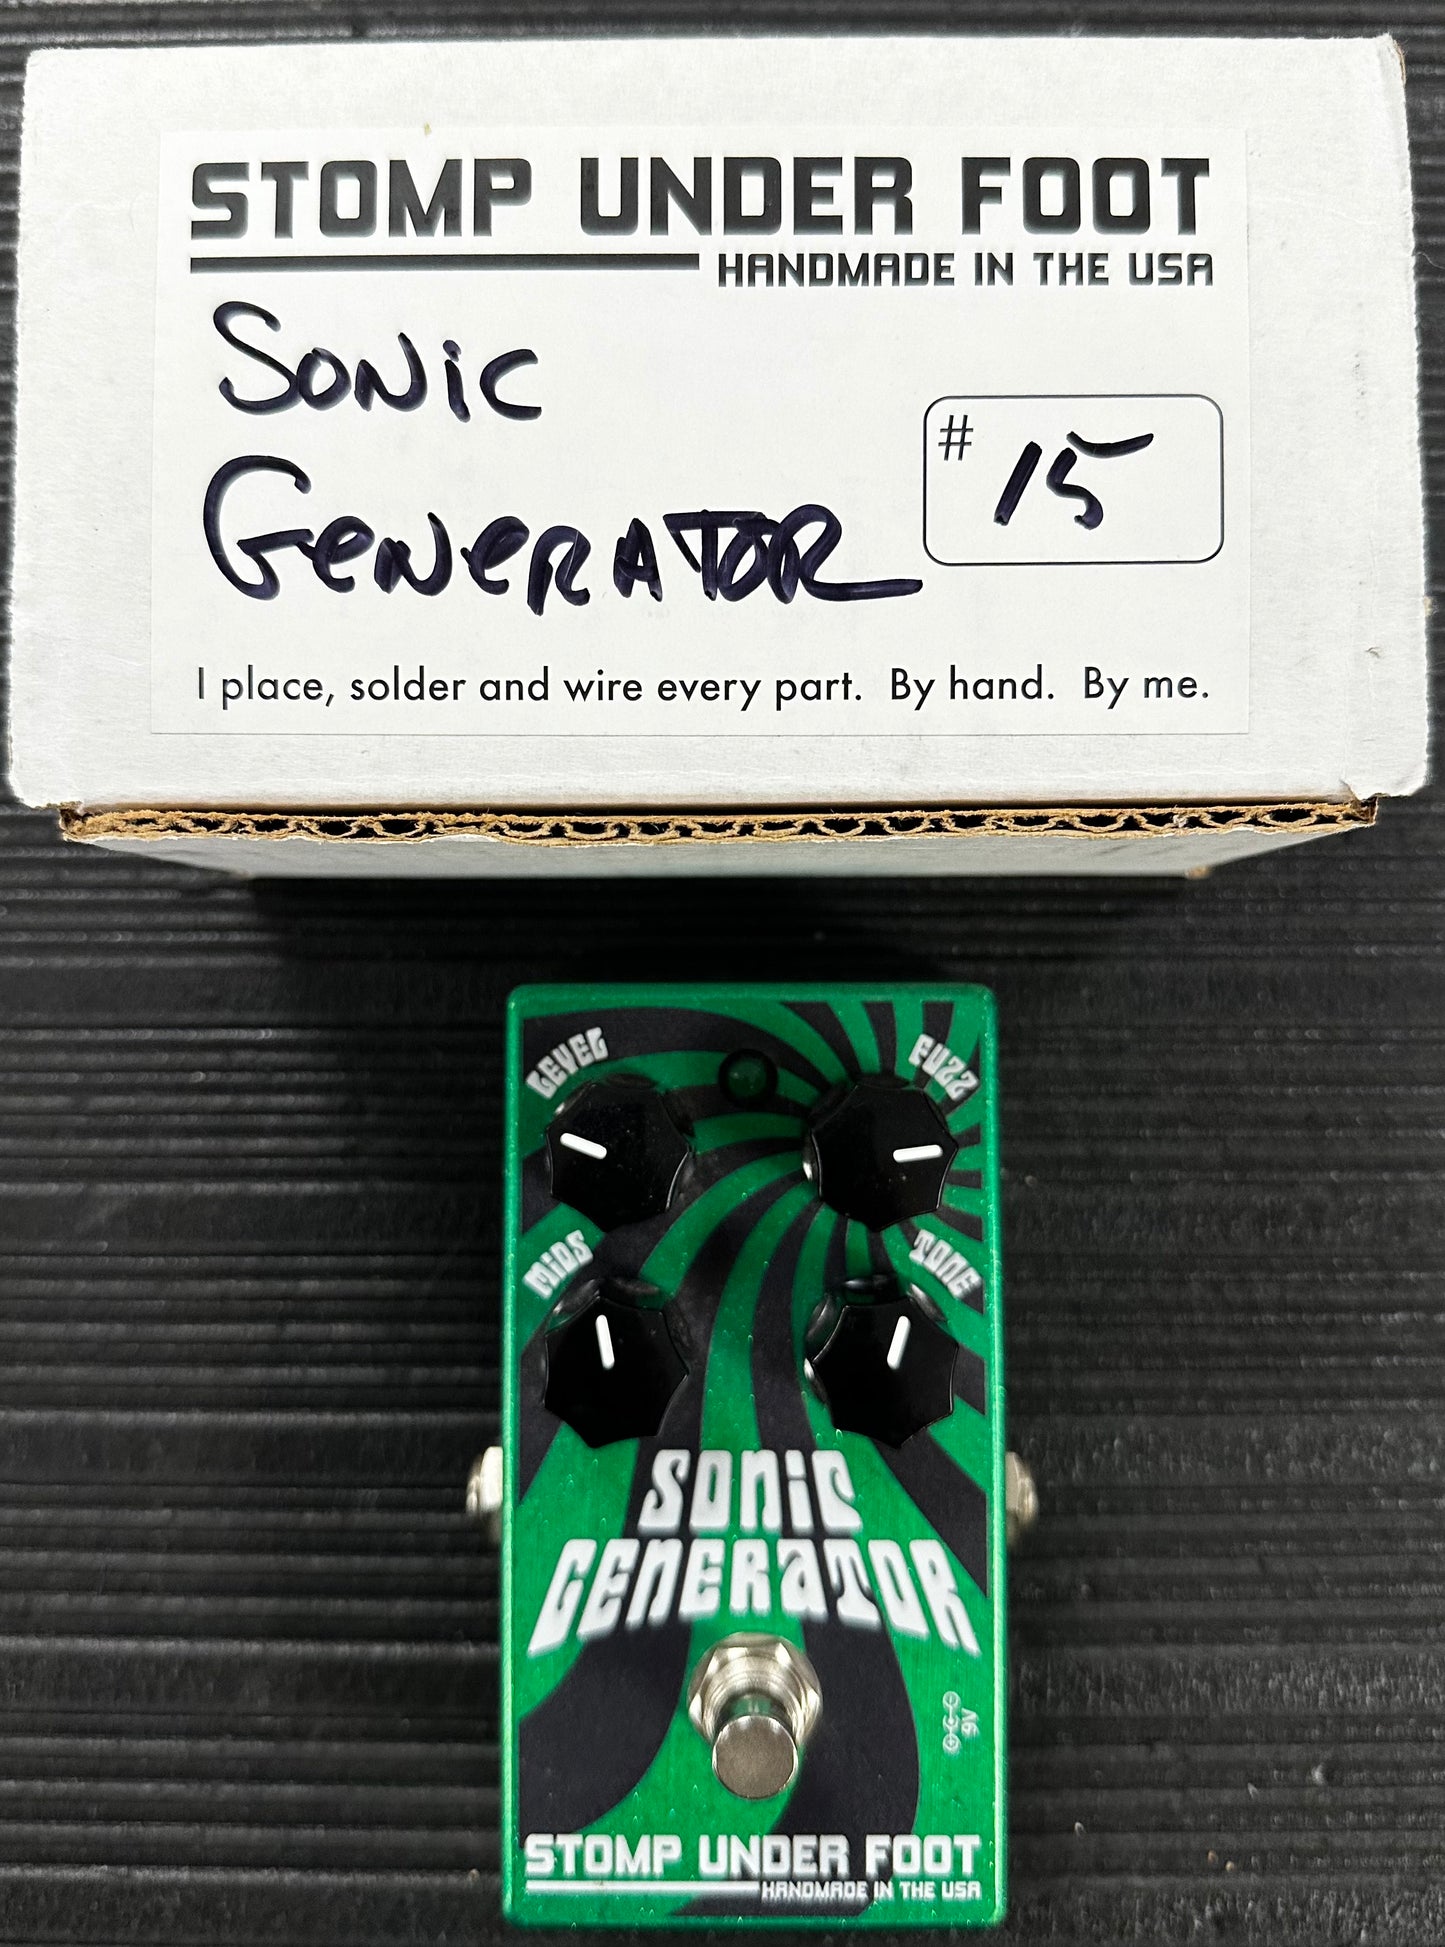 STOMP UNDER FOOT
HANDMADE IN THE USA
SONiC
GeNeRATOR
# 15
I place, solder and wire every part. By hand. By me.
LEVEL FUZZ
MiDS TONE
SONiC
GENERATOR
9V
STOMP UNDER FOOT
HANDMADE IN THE USA